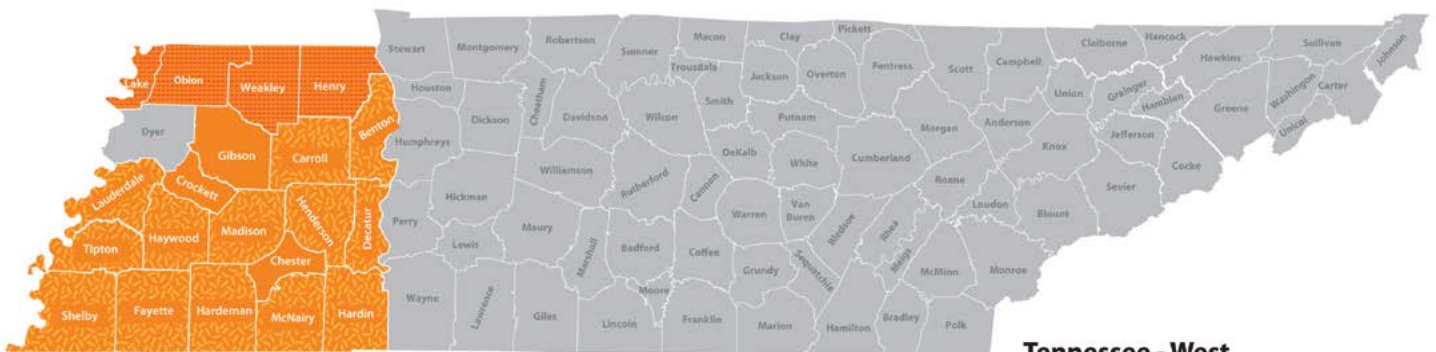 Pickett
Stewart
Montgomery
Robertson
Sumner
Macon
Clay
Claiborne
Hancock
Sullivan
Johnson
Trousdale
Jackson
Overton
Fentress
Scott
Campbell
Hawkins
Lake
Obion
Weakley
Henry
Houston
Cheatham
Smith
Union
Grainger
Hamblen
Greene
Washingon
Carter
Unicoi
Dyer
Benton
Dickson
Davidson
Wilson
Putnam
Morgan
Anderson
Jefferson
Humphreys
Gibson
Carroll
Williamson
DeKalb
White
Cumberland
Knox
Cocke
Lauderdale
Crockett
Henderson
Decatur
Hickman
Rutherford
Cannon
Roane
Loudon
Blount
Sevier
Tipton
Haywood
Madison
Perry
Lewis
Maury
Marshall
Bedford
Coffee
Warren
Van
Buren
Bledsoe
Rhea
Meigs
McMinn
Monroe
Chester
Grundy
Sequatchie
Shelby
Fayette
Hardeman
McNairy
Hardin
Wayne
Lawrence
Giles
Lincoln
Moore
Franklin
Marion
Hamilton
Bradley
Polk
Tennessee - West